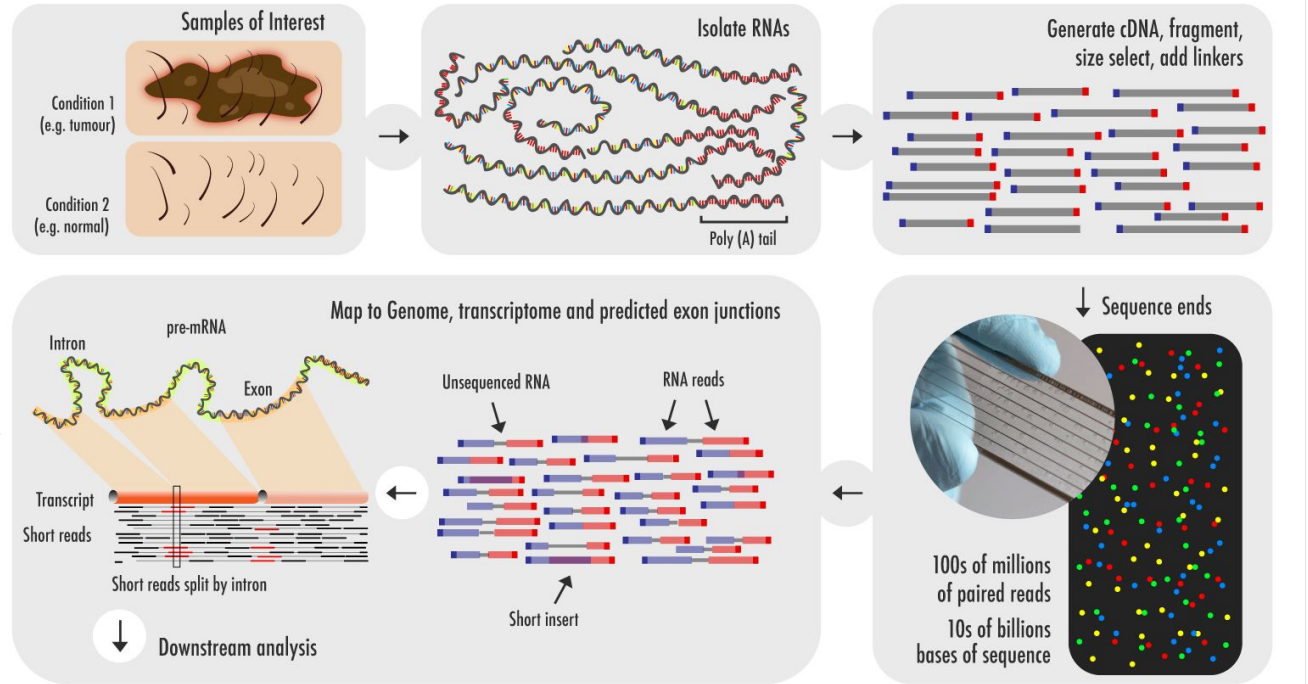 Samples of Interest
Condition 1
(e.g. tumour)
Condition 2
(e.g. normal)
Isolate RNAs
Poly (A) tail
Generate cDNA, fragment,
size select, add linkers
Sequence ends
100s of millions
of paired reads
10s of billions
bases of sequence
Map to Genome, transcriptome and predicted exon junctions
Unsequenced RNA
RNA reads
Short insert
pre-mRNA
Intron
Exon
Transcript
Short reads
Short reads split by intron
Downstream analysis